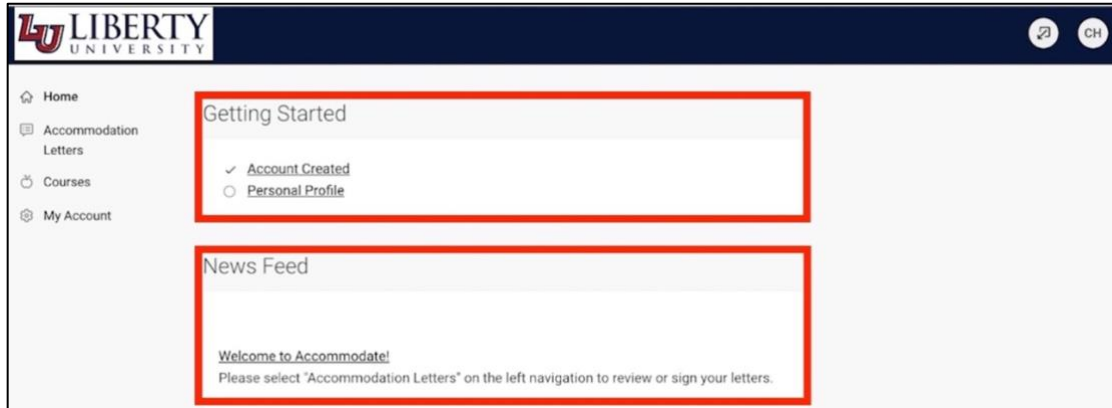 LU LIBERTY
UNIVERSITY
CH
Home
Accommodation
Letters
Courses
My Account
Getting Started
Account Created
Personal Profile
News Feed
Welcome to Accommodate!
Please select "Accommodation Letters" on the left navigation to review or sign your letters.